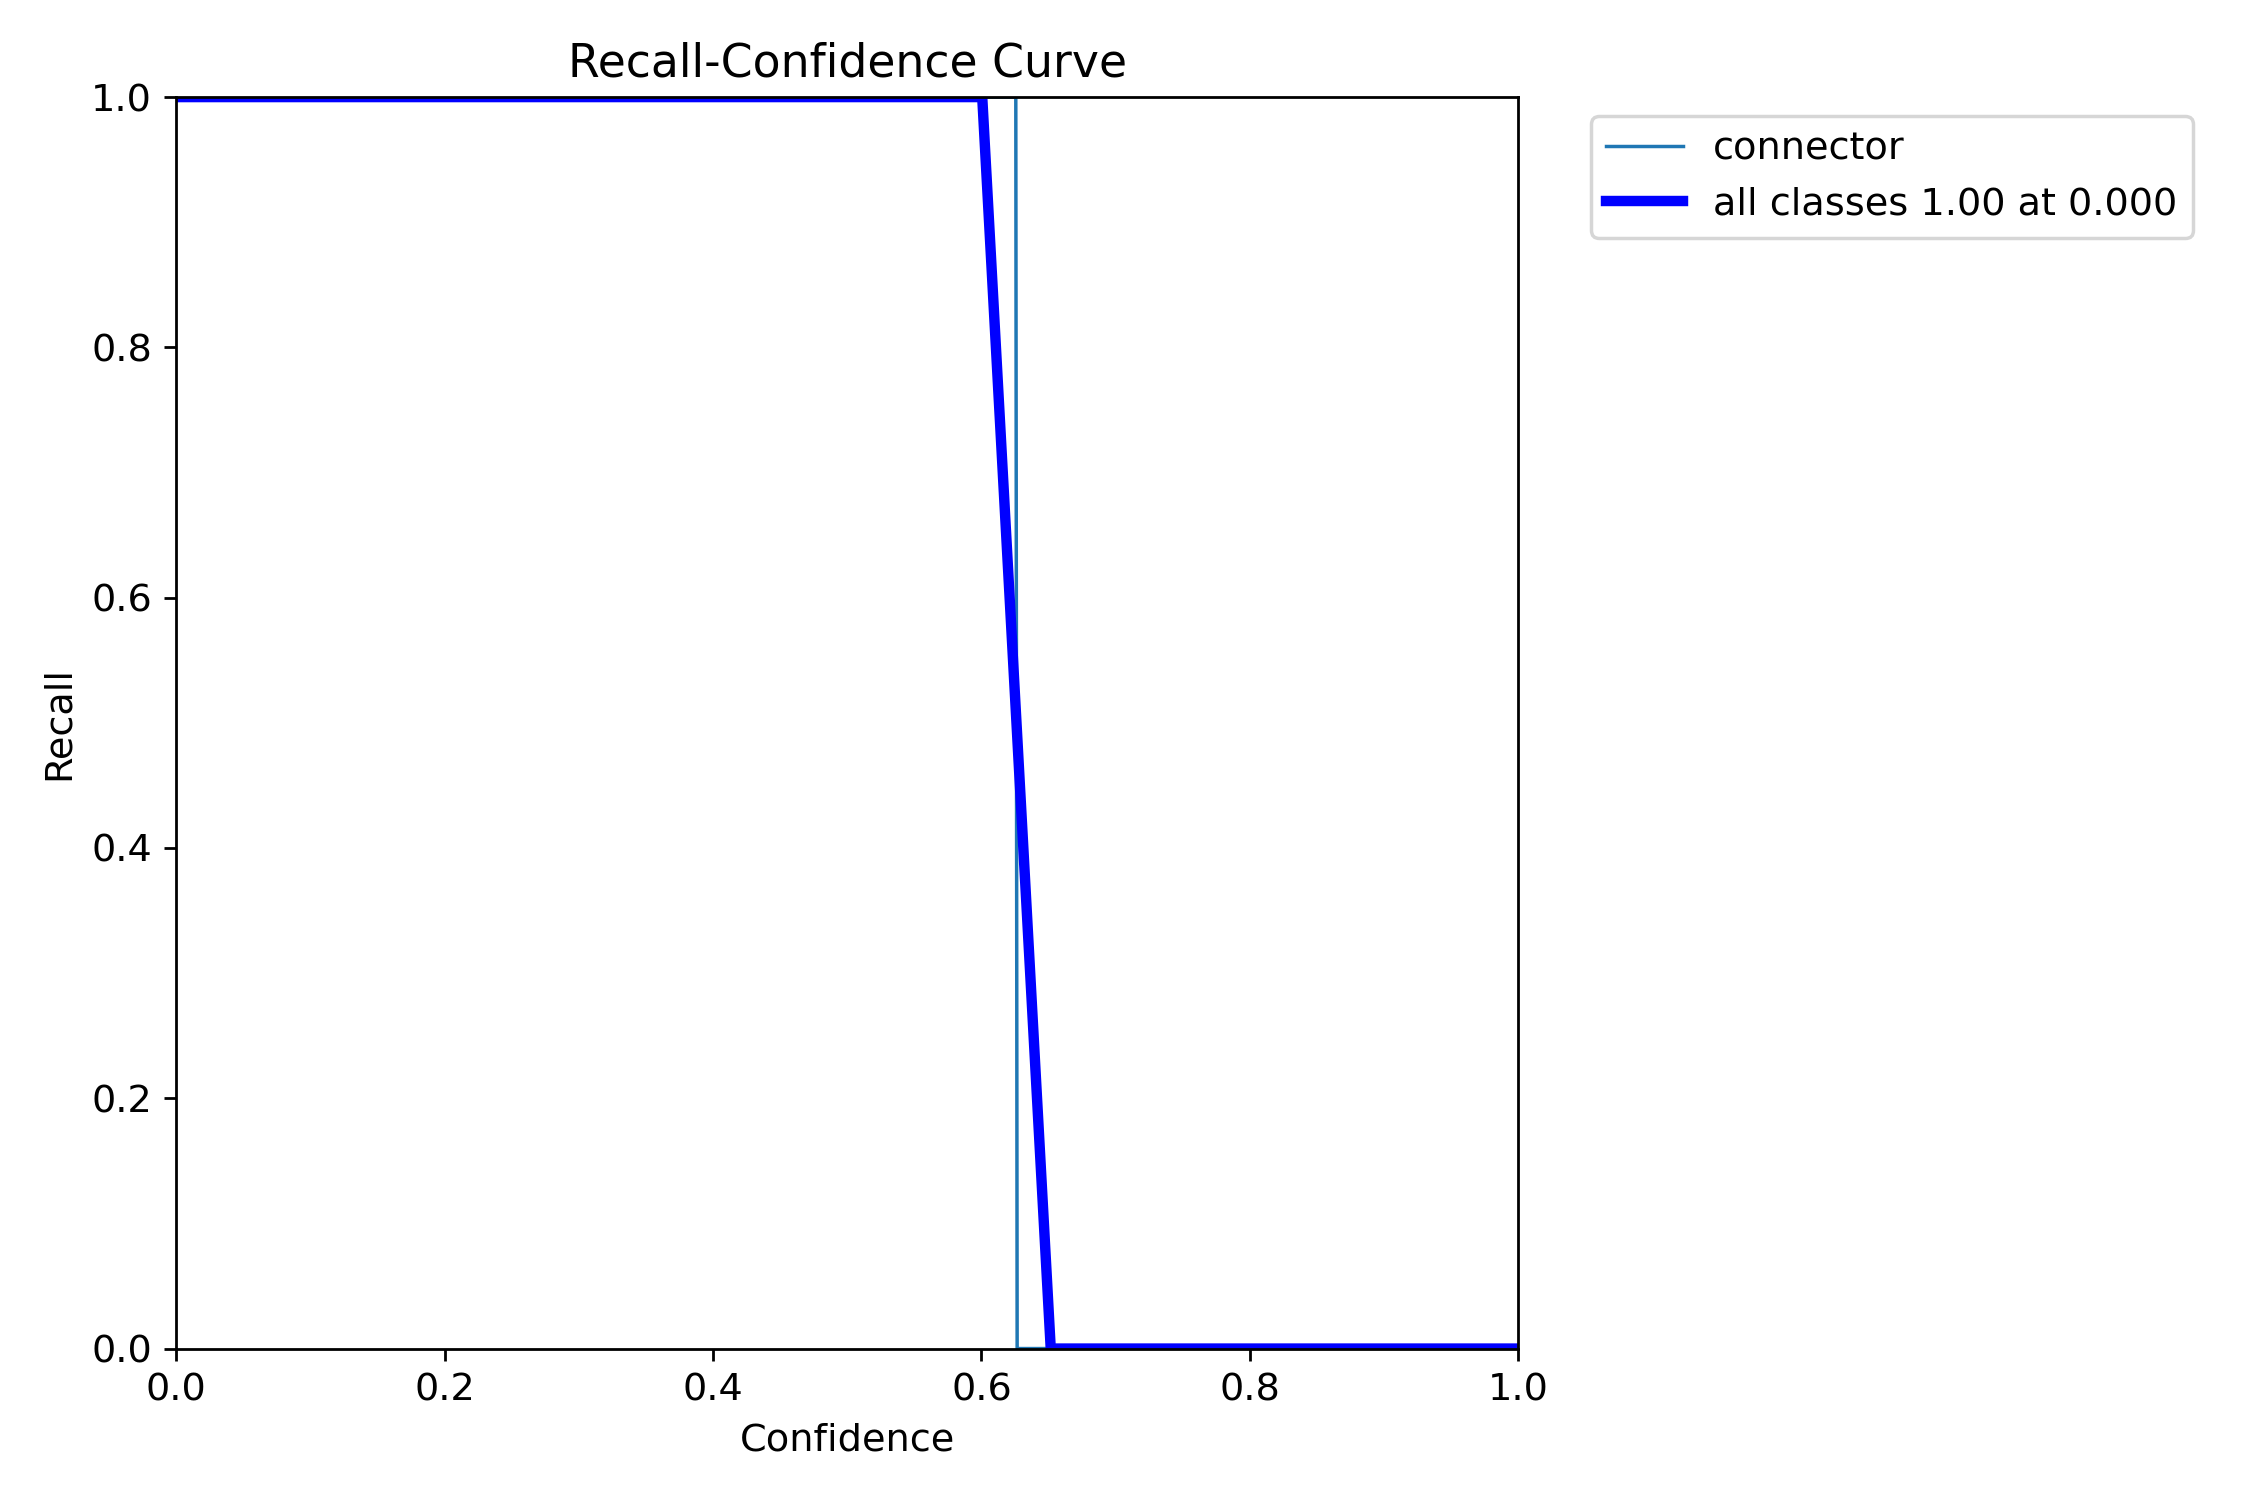 Recall-Confidence Curve
connector
all classes 1.00 at 0.000
1.0
0.8
0.6
0.4
0.2
0.0
Recall
0.0 0.2 0.4 0.6 0.8 1.0
Confidence